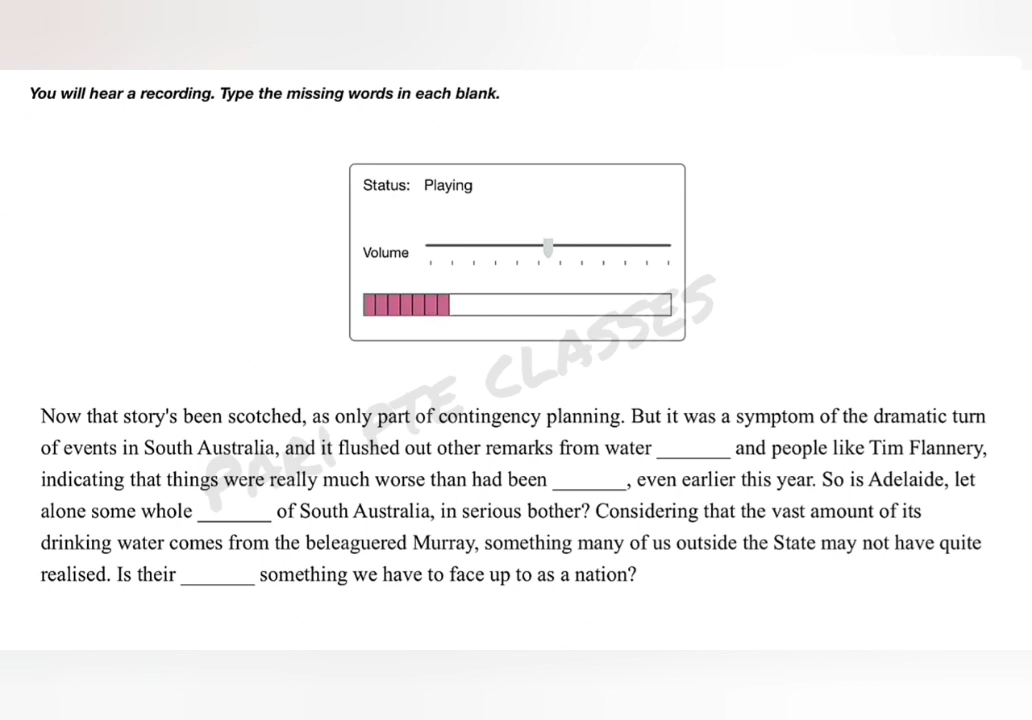 You will hear a recording. Type the missing words in each blank.
Status: Playing
Volume
PARI PTE CLASSES
Now that story's been scotched, as only part of contingency planning. But it was a symptom of the dramatic turn
of events in South Australia, and it flushed out other remarks from water _______ and people like Tim Flannery,
indicating that things were really much worse than had been _______, even earlier this year. So is Adelaide, let
alone some whole _______ of South Australia, in serious bother? Considering that the vast amount of its
drinking water comes from the beleaguered Murray, something many of us outside the State may not have quite
realised. Is their _______ something we have to face up to as a nation?